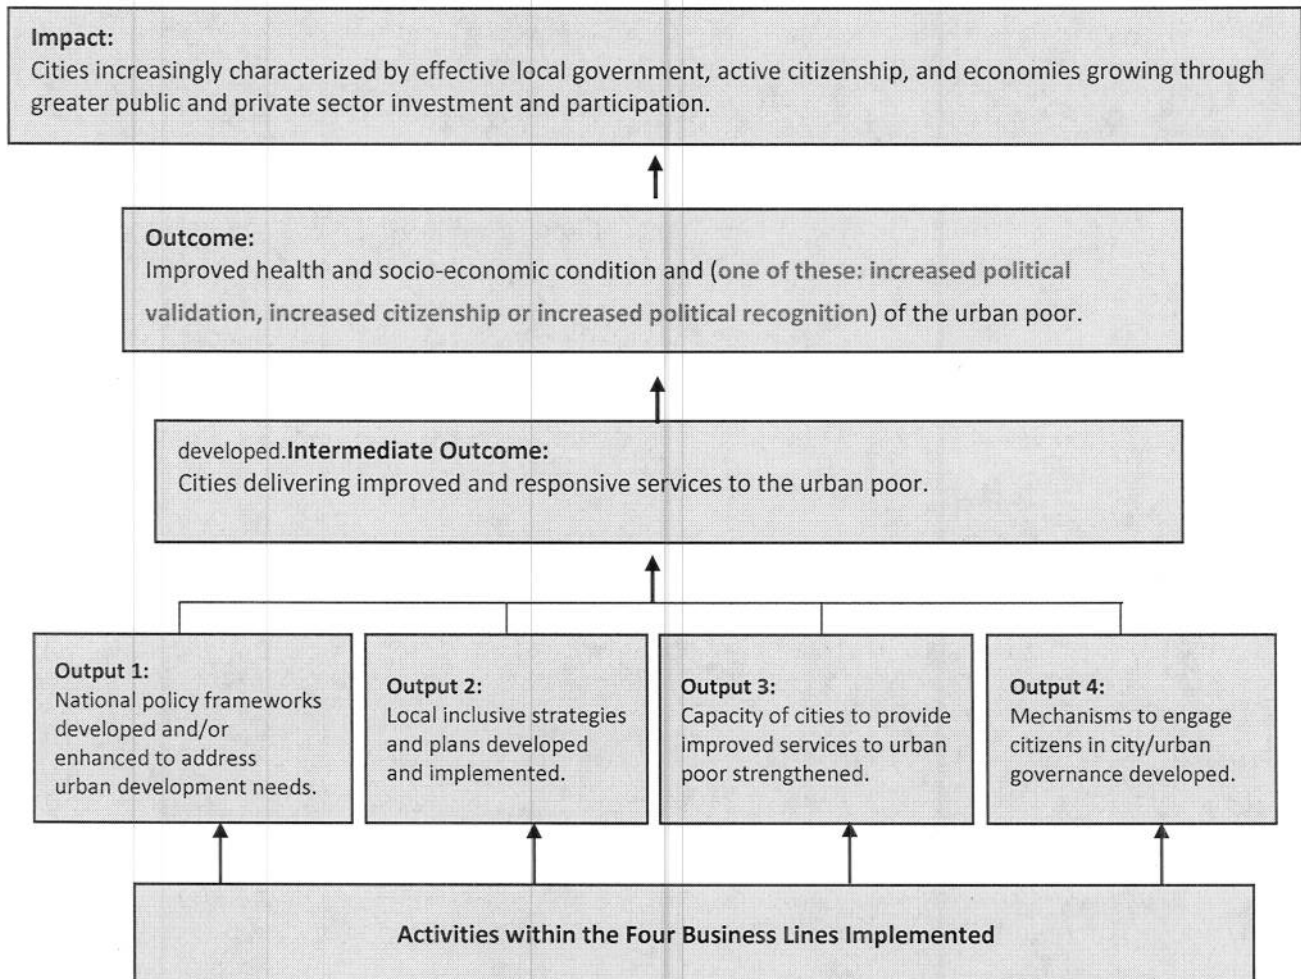 Impact:
Cities increasingly characterized by effective local government, active citizenship, and economies growing through
greater public and private sector investment and participation.
Outcome:
Improved health and socio-economic condition and (one of these: increased political
validation, increased citizenship or increased political recognition) of the urban poor.
developed.Intermediate Outcome:
Cities delivering improved and responsive services to the urban poor.
Output 1:
National policy frameworks
developed and/or
enhanced to address
urban development needs.
Output 2:
Local inclusive strategies
and plans developed
and implemented.
Output 3:
Capacity of cities to provide
improved services to urban
poor strengthened.
Output 4:
Mechanisms to engage
citizens in city/urban
governance developed.
Activities within the Four Business Lines Implemented